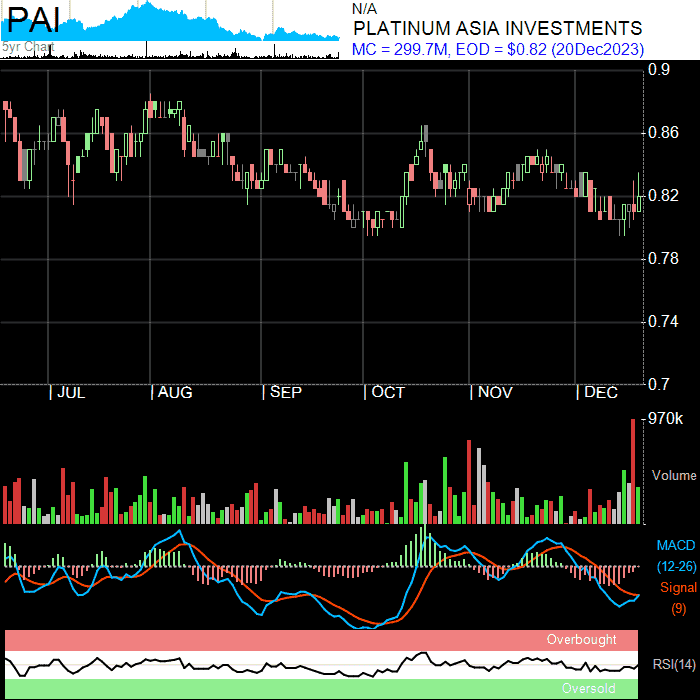 PAI
5yr Chart
N/A
PLATINUM ASIA INVESTMENTS
MC = 299.7M, EOD = $0.82 (20Dec2023)
0.9
0.86
0.82
0.78
0.74
0.7
| JUL | AUG | SEP | OCT | NOV | DEC
970k
Volume
MACD
(12-26)
Signal
(9)
Overbought
RSI(14)
Oversold